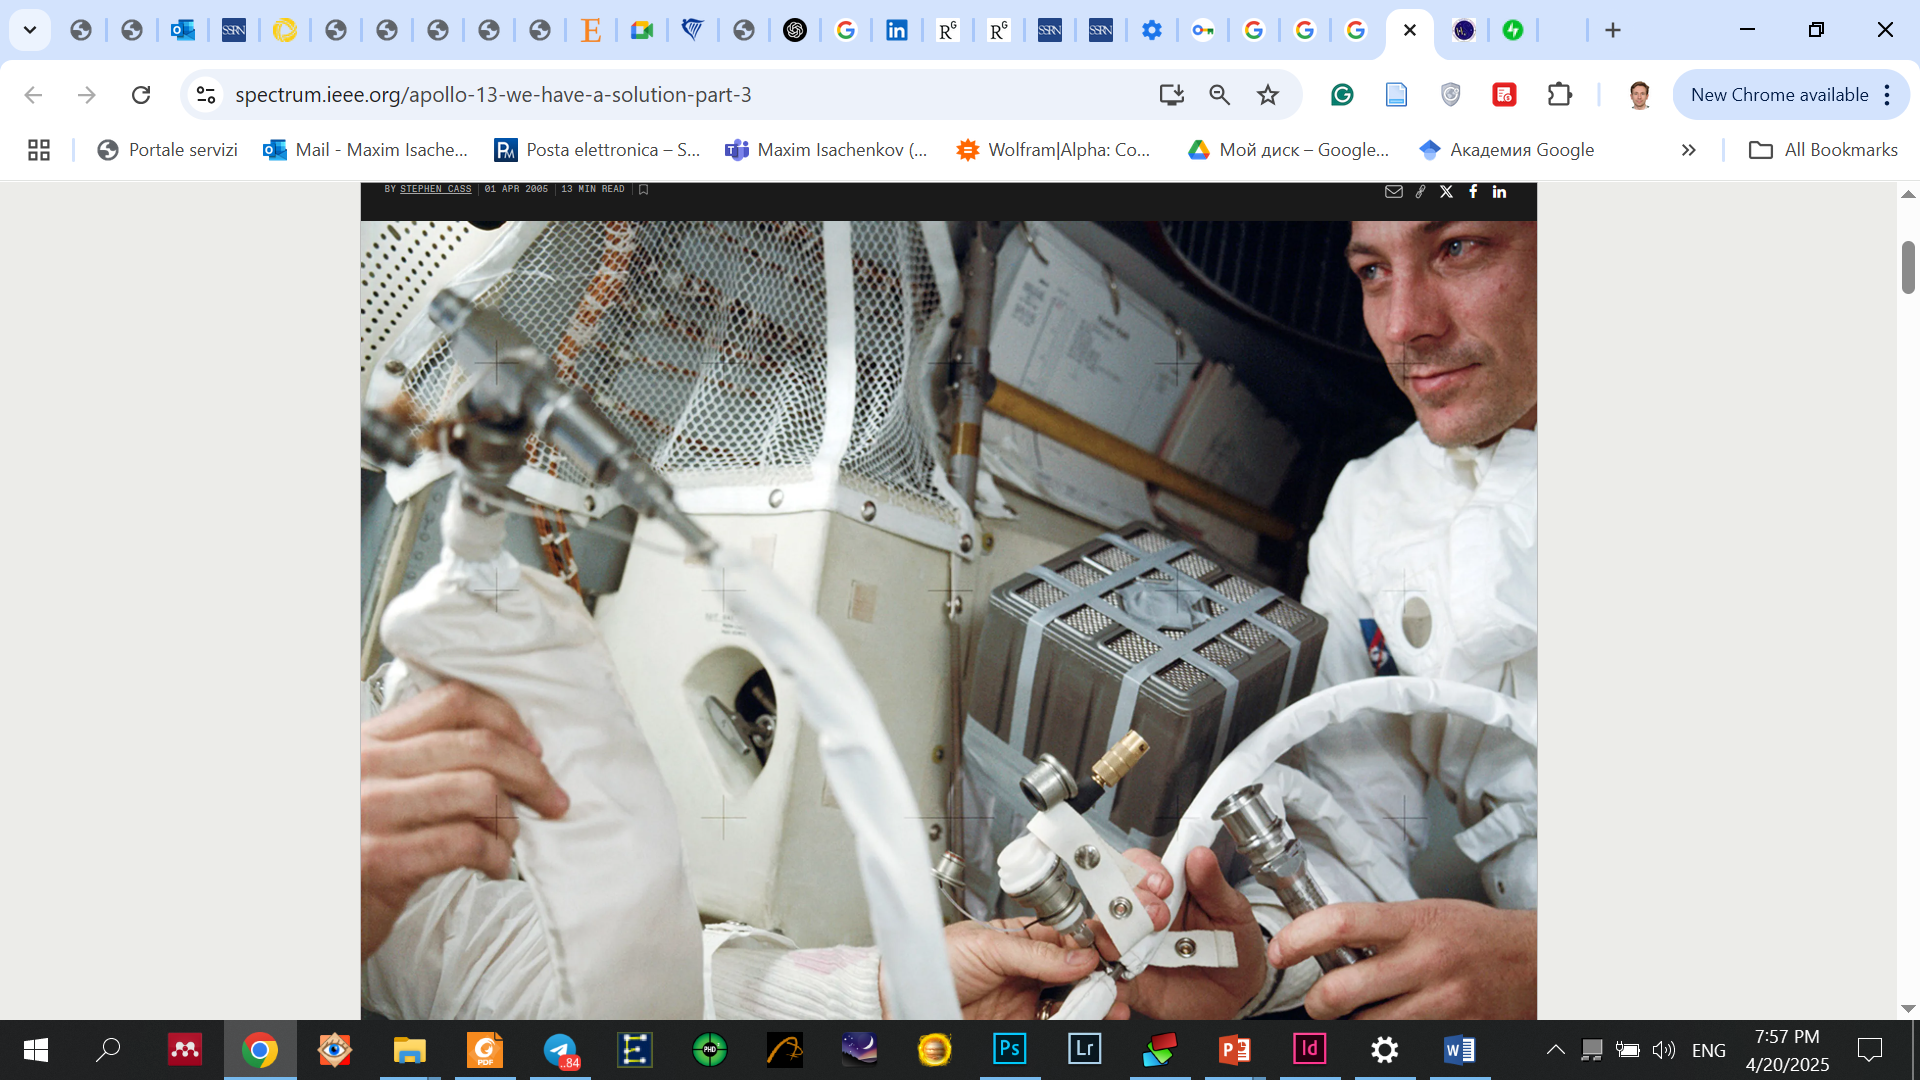 spectrum.ieee.org/apollo-13-we-have-a-solution-part-3
New Chrome available
Portale servizi
Mail - Maxim Isache...
Posta elettronica – S...
Maxim Isachenkov (...
Wolfram|Alpha: Co...
Мой диск – Google...
Академия Google
All Bookmarks
BY STEPHEN CASS | 01 APR 2005 | 13 MIN READ
7:57 PM
ENG
4/20/2025